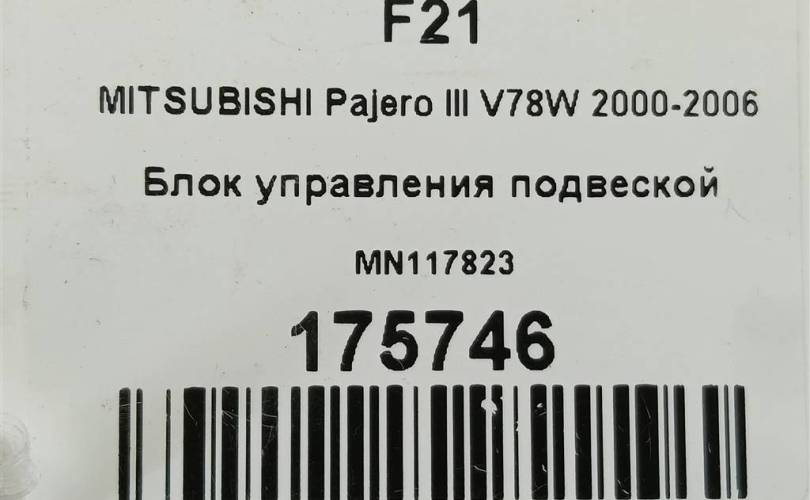 F21
MITSUBISHI Pajero III V78W 2000-2006
Блок управления подвеской
MN117823
175746